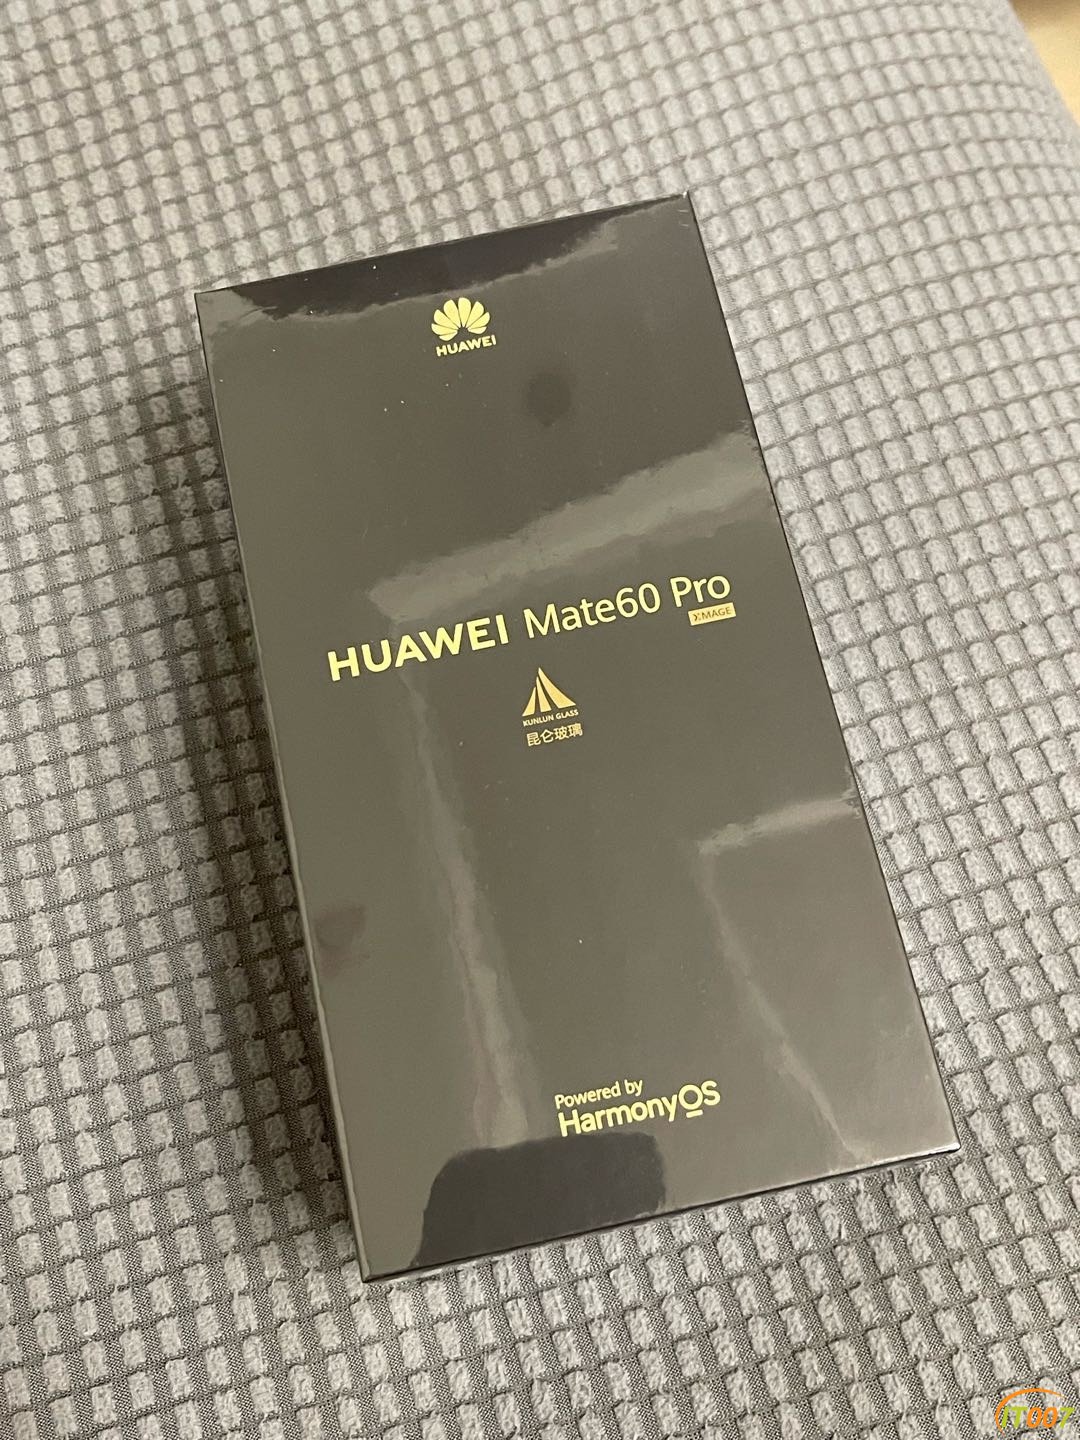 HUAWEI
HUAWEI Mate60 Pro
XMAGE
KUNLUN GLASS
昆仑玻璃
Powered by
HarmonyOS
IT007